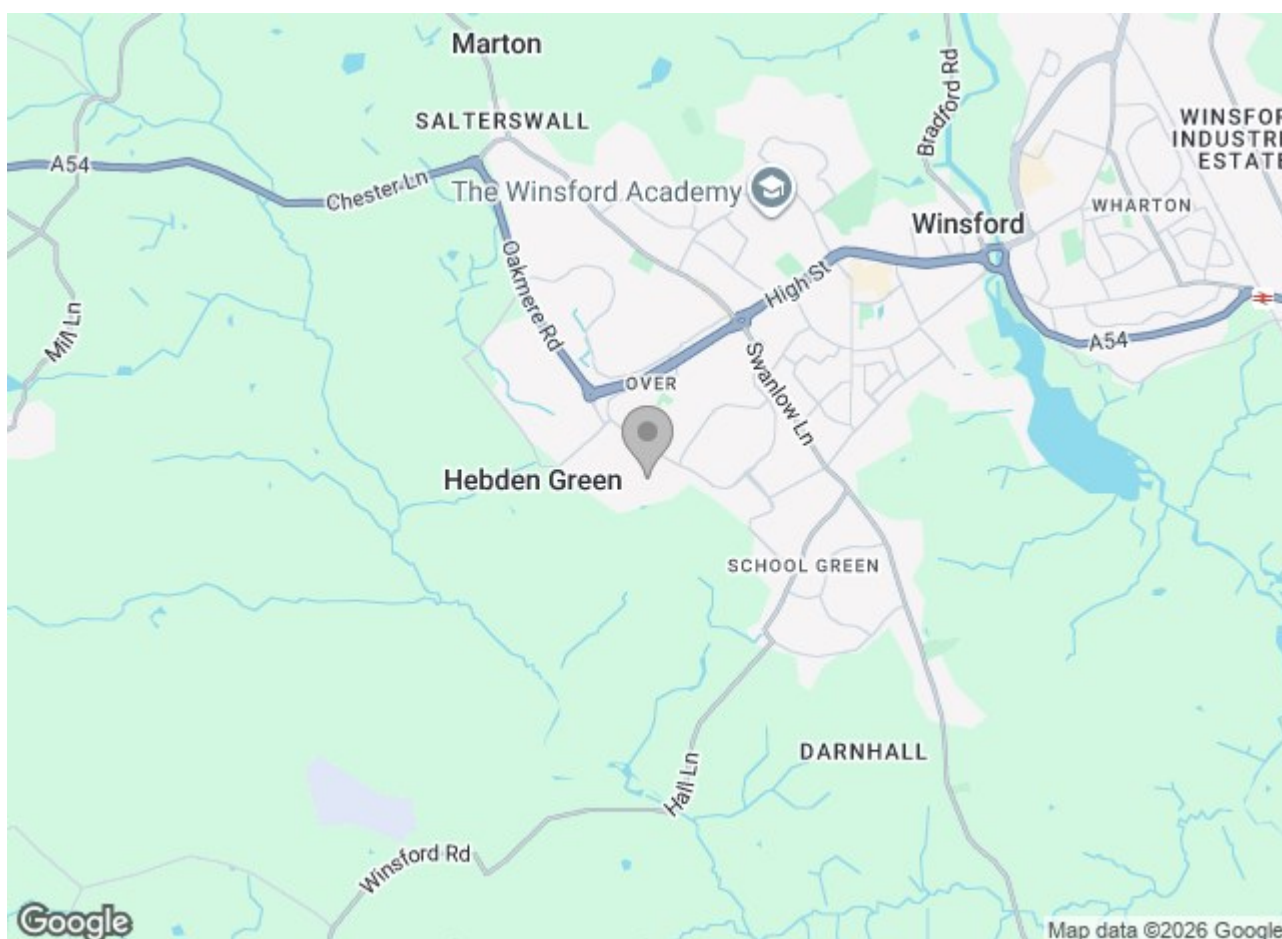 Marton
SALTERSWALL
A54
Chester Ln
The Winsford Academy
Bradford Rd
WINSFOR
INDUSTRI
ESTATE
WHARTON
Winsford
Oakmere Rd
High St
Mill Ln
A54
OVER
Swanlow Ln
Hebden Green
SCHOOL GREEN
DARNHALL
Hall Ln
Winsford Rd
Google
Map data ©2026 Google